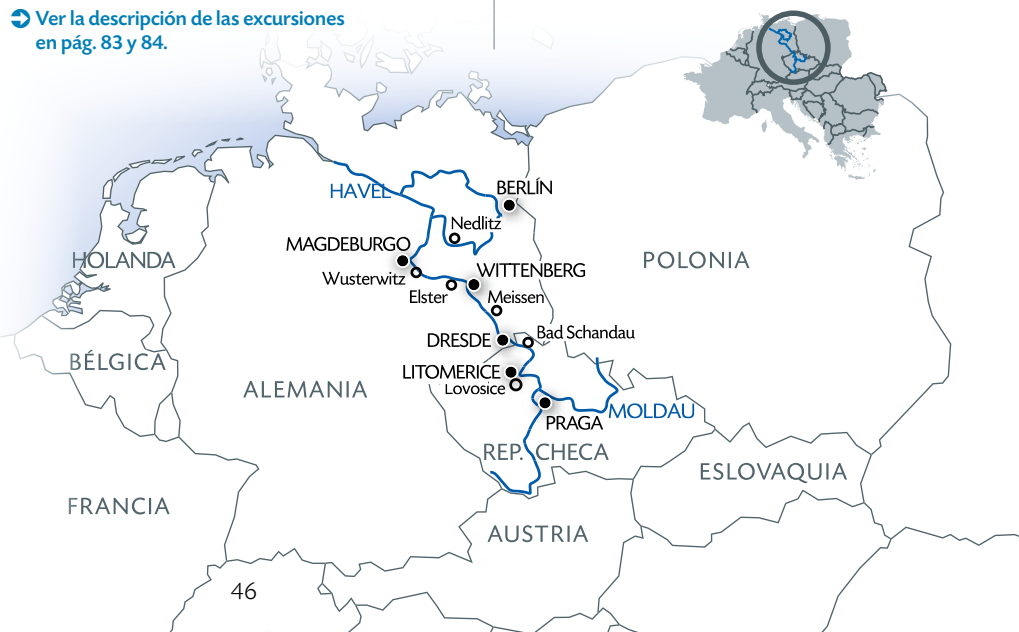 Ver la descripción de las excursiones
en pág. 83 y 84.
HAVEL
BERLÍN
Nedlitz
MAGDEBURGO
HOLANDA
POLONIA
WITTENBERG
Wusterwitz
Elster
Meissen
DRESDE
Bad Schandau
BÉLGICA
LITOMERICE
ALEMANIA
Lovosice
MOLDAU
PRAGA
REP. CHECA
ESLOVAQUIA
FRANCIA
AUSTRIA
46